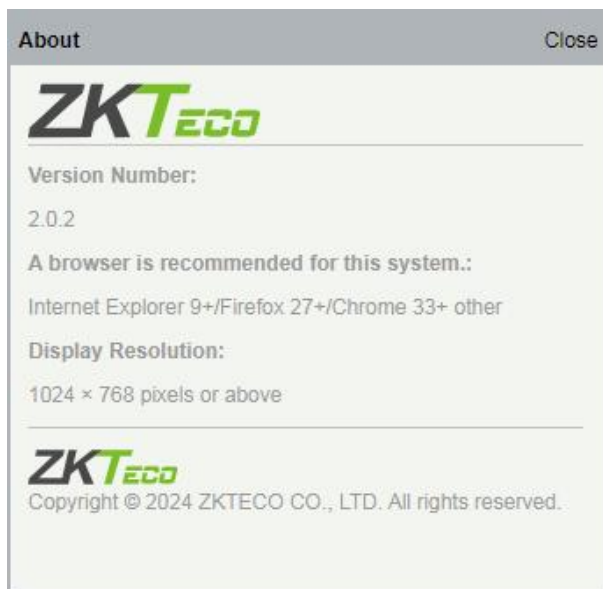 About Close
ZKTECO
Version Number:
2.0.2
A browser is recommended for this system.:
Internet Explorer 9+/Firefox 27+/Chrome 33+ other
Display Resolution:
1024 × 768 pixels or above
ZKTECO
Copyright © 2024 ZKTECO CO., LTD. All rights reserved.